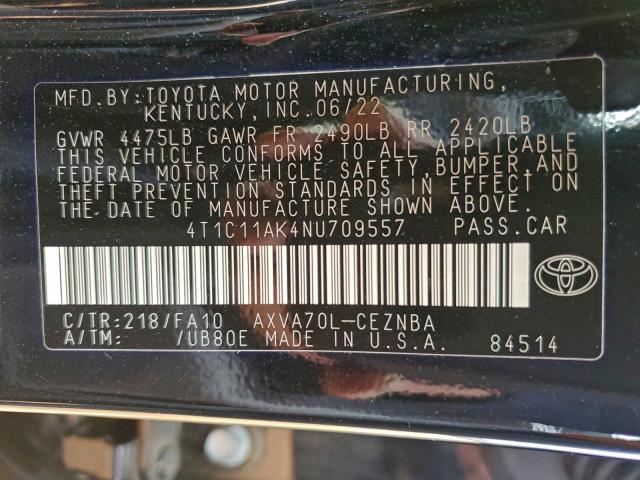 MFD.BY:TOYOTA MOTOR MANUFACTURING,
KENTUCKY, INC. 06/22
GVWR 4475LB GAWR FR 2490LB RR 2420LB
THIS VEHICLE CONFORMS TO ALL APPLICABLE
FEDERAL MOTOR VEHICLE SAFETY, BUMPER, AND
THEFT PREVENTION STANDARDS IN EFFECT ON
THE DATE OF MANUFACTURE SHOWN ABOVE.
4T1C11AK4NU709557 PASS.CAR
C/TR:218/FA10 AXVA70L-CEZNBA
A/TM: /UB80E MADE IN U.S.A. 84514